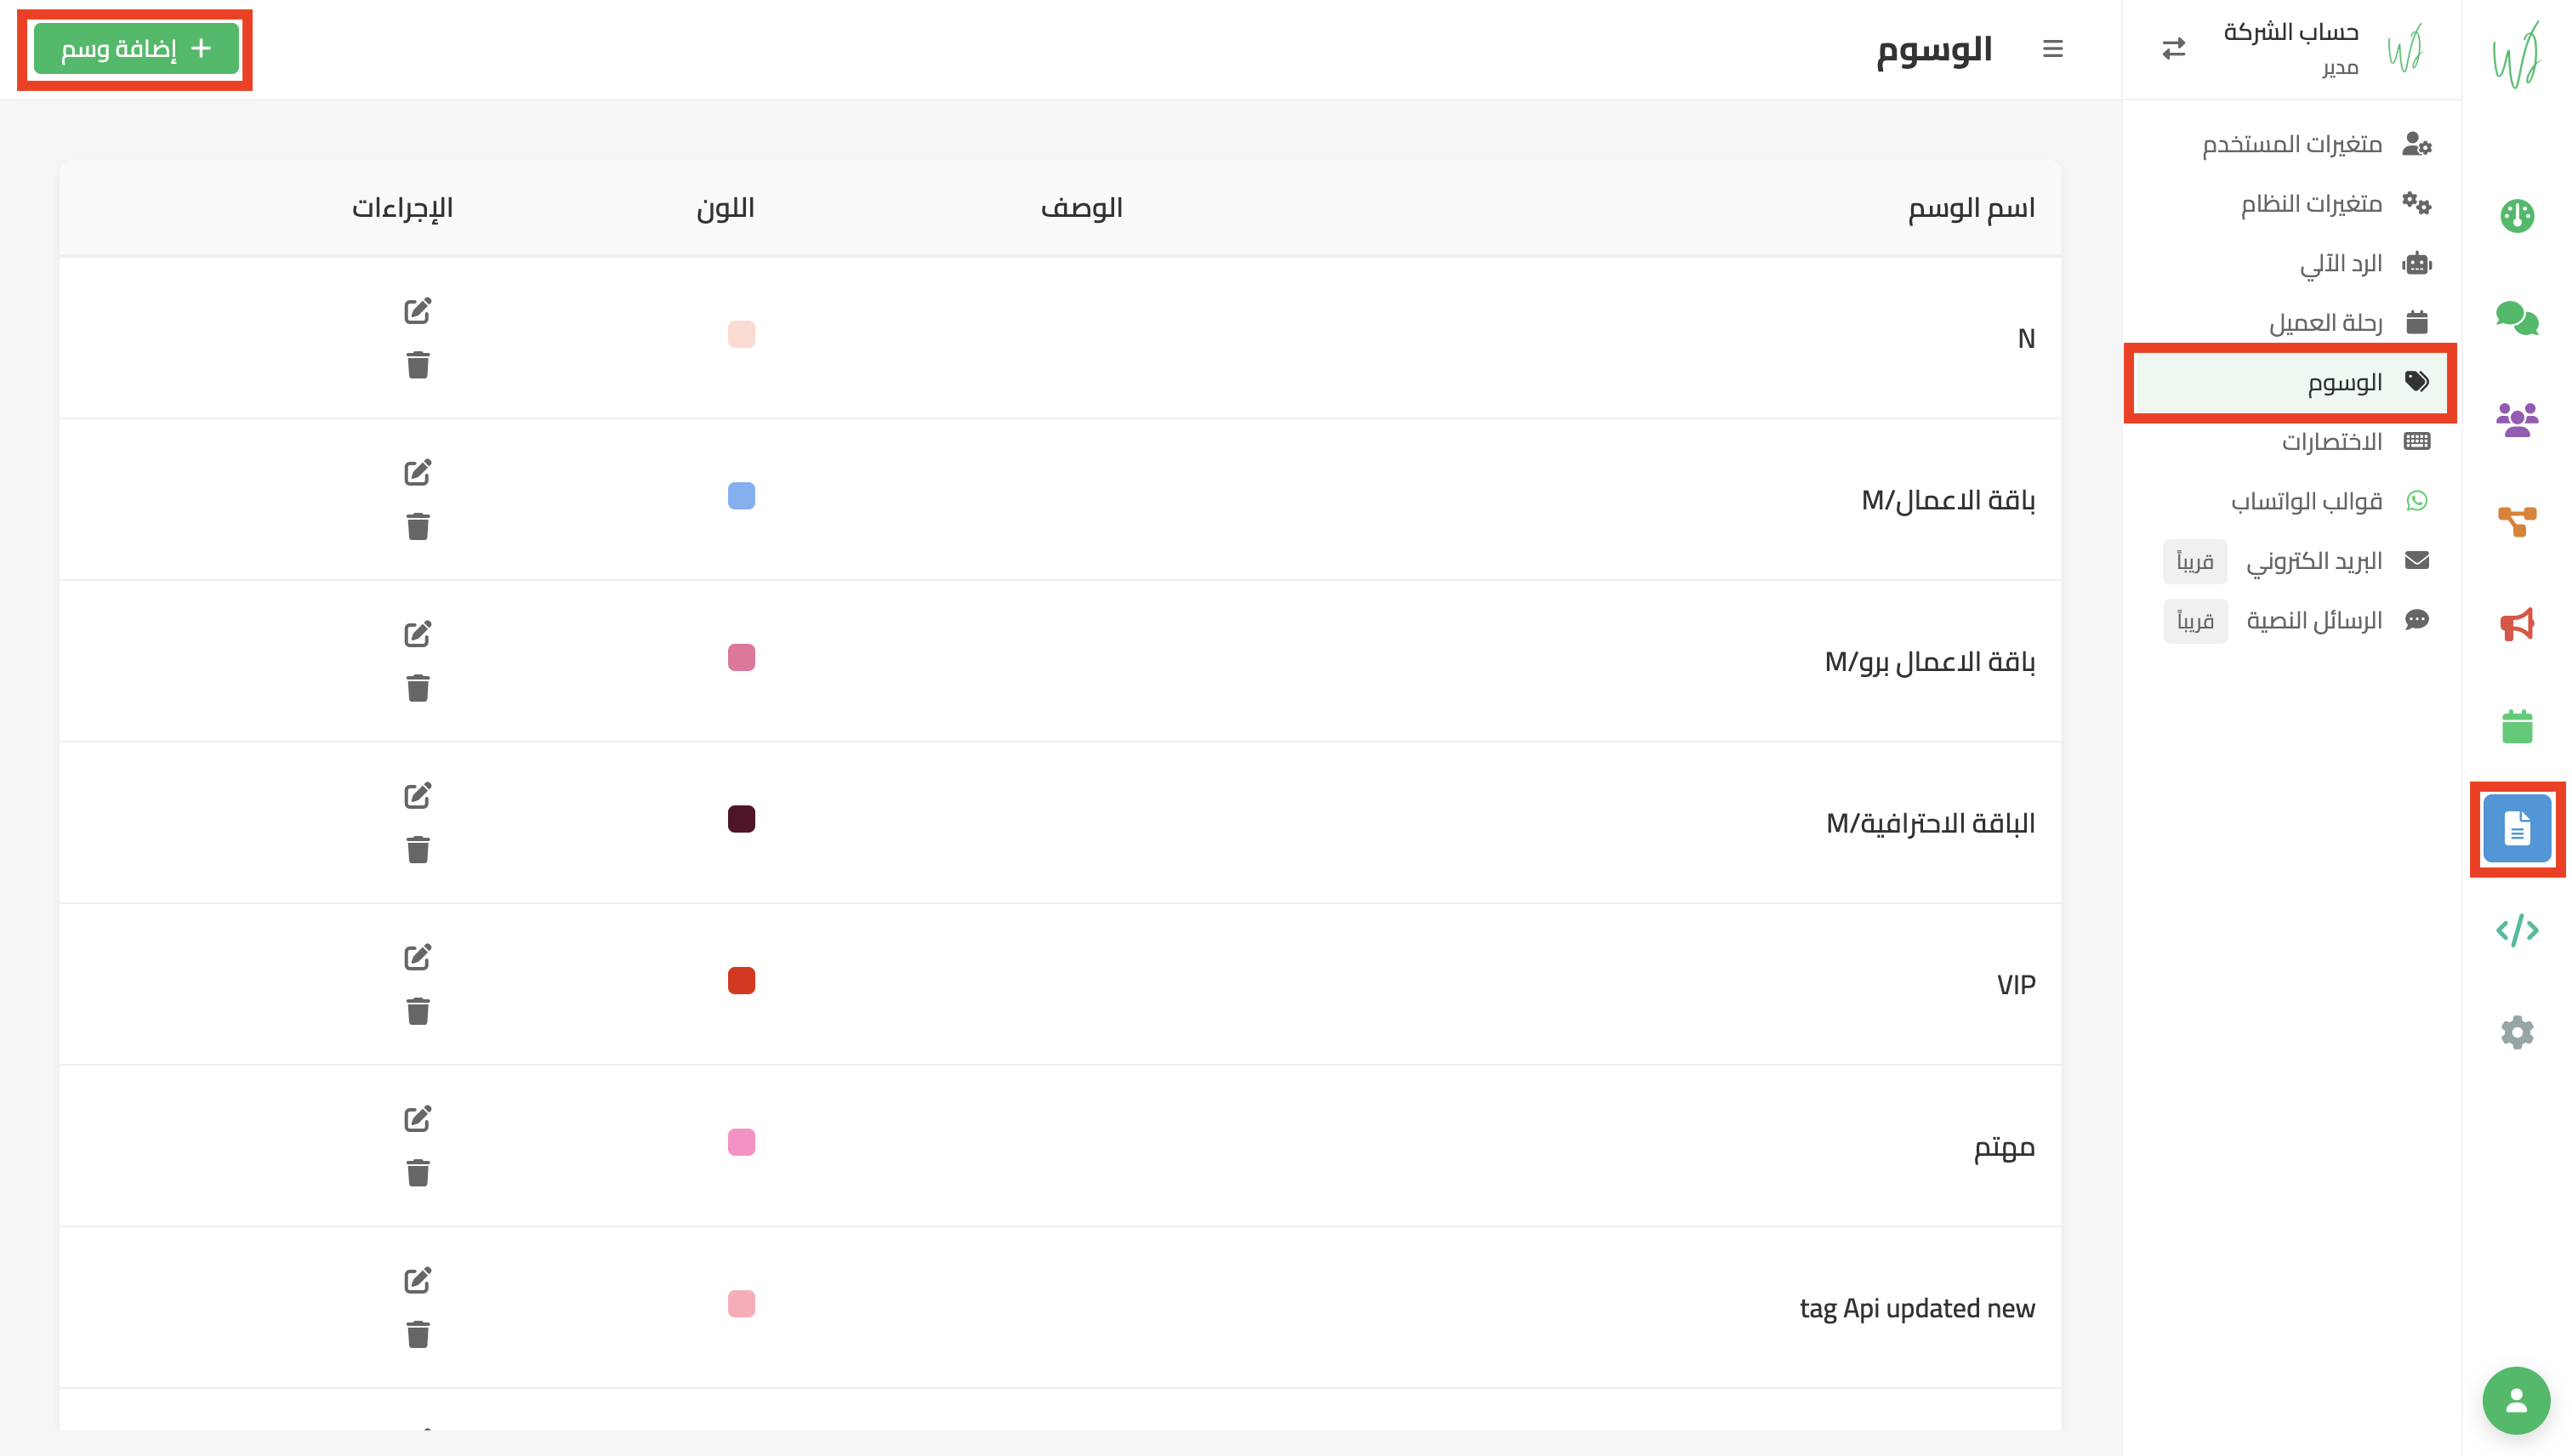 حساب الشركة
مدير
الوسوم
إضافة وسم
متغيرات المستخدم
متغيرات النظام
الرد الآلي
رحلة العميل
الوسوم
الاختصارات
قوالب الواتساب
البريد الكتروني قريباً
الرسائل النصية قريباً
اسم الوسم الوصف اللون الإجراءات
N
باقة الاعمال/M
باقة الاعمال برو/M
الباقة الاحترافية/M
VIP
مهتم
tag Api updated new